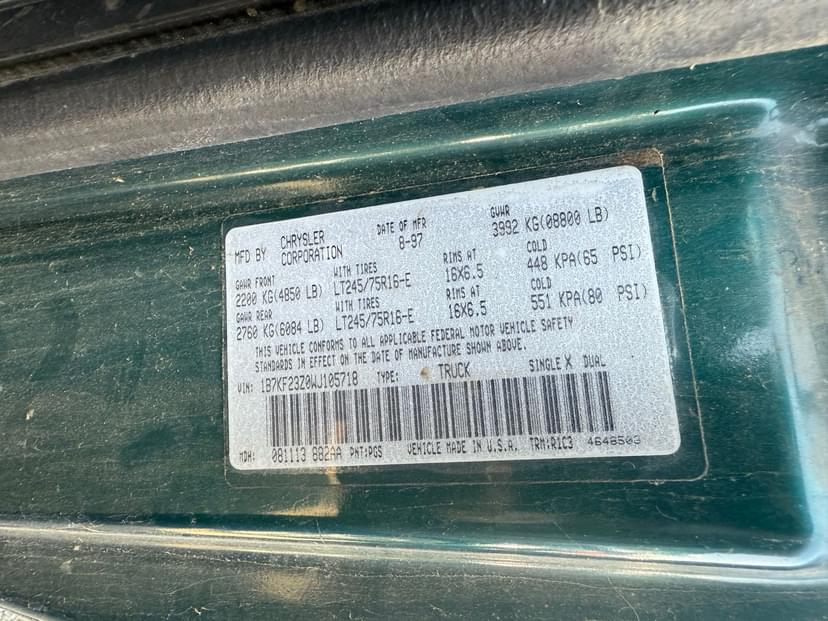 MFD BY CHRYSLER CORPORATION DATE OF MFR 8-97 GVWR 3992 KG(08800 LB)
GAWR FRONT WITH TIRES RIMS AT COLD
2200 KG(4850 LB) LT245/75R16-E 16X6.5 448 KPA(65 PSI)
GAWR REAR WITH TIRES RIMS AT COLD
2760 KG(6084 LB) LT245/75R16-E 16X6.5 551 KPA(80 PSI)
THIS VEHICLE CONFORMS TO ALL APPLICABLE FEDERAL MOTOR VEHICLE SAFETY
STANDARDS IN EFFECT ON THE DATE OF MANUFACTURE SHOWN ABOVE.
VIN: 1B7KF23Z0WJ105718 TYPE: TRUCK SINGLE X DUAL
MDH: 081113 882AA PNT:PGS VEHICLE MADE IN U.S.A. TRM:R1C3 4648503